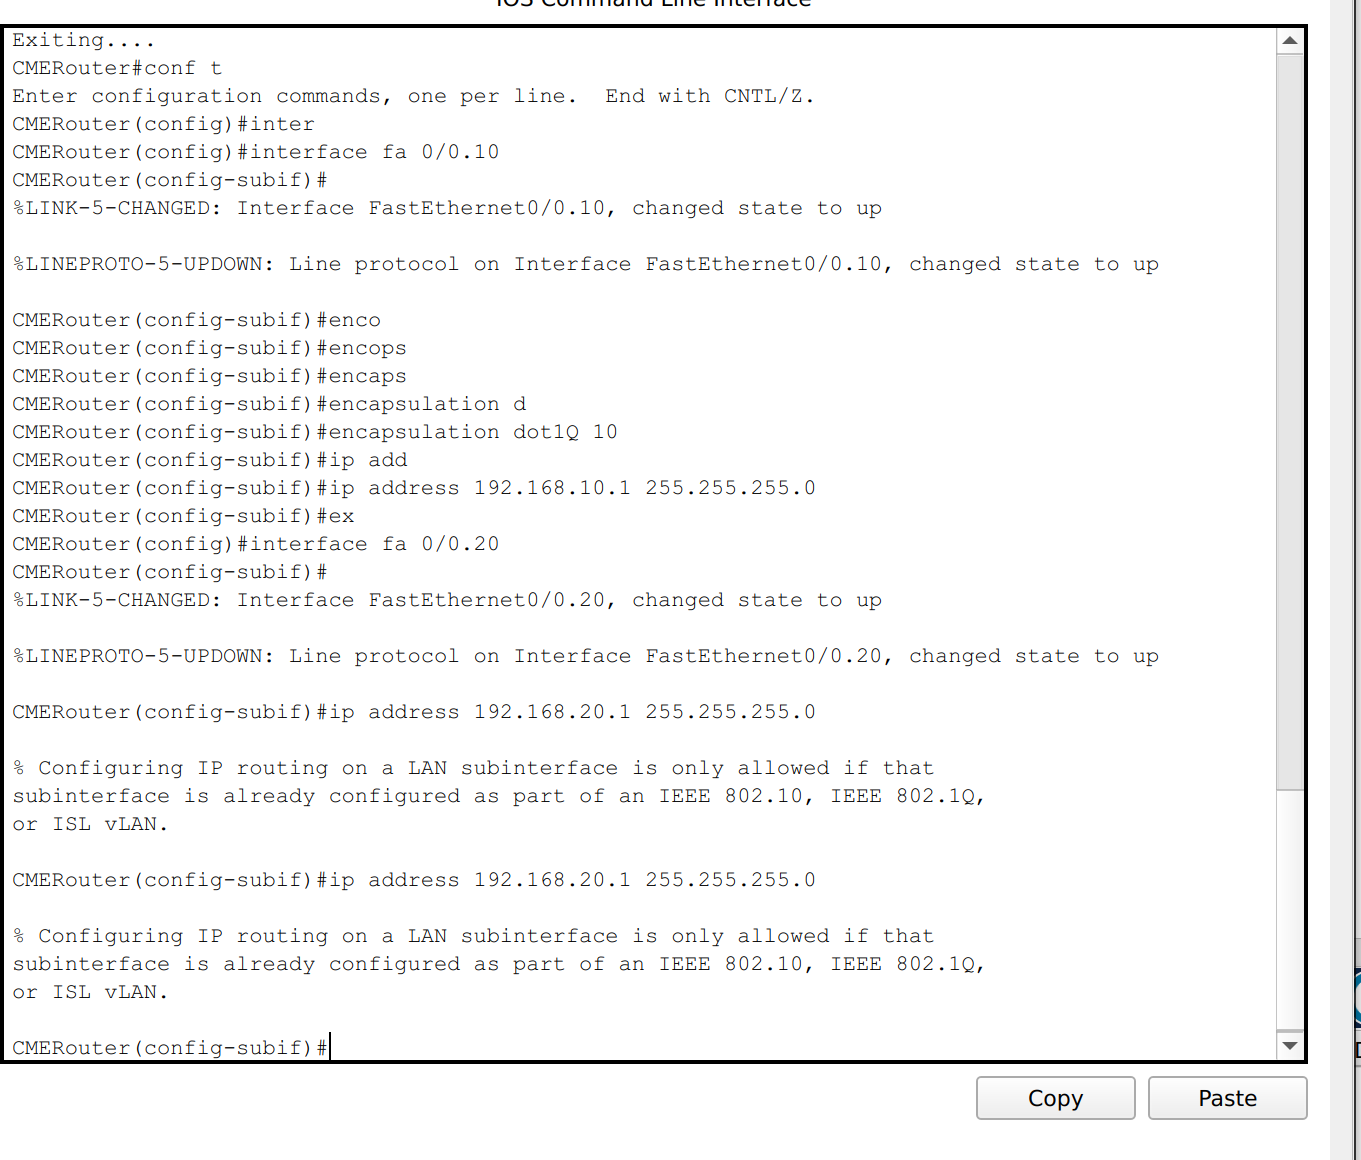 IOS Command Line Interface
Exiting....
CMERouter#conf t
Enter configuration commands, one per line.  End with CNTL/Z.
CMERouter(config)#inter
CMERouter(config)#interface fa 0/0.10
CMERouter(config-subif)#
%LINK-5-CHANGED: Interface FastEthernet0/0.10, changed state to up
%LINEPROTO-5-UPDOWN: Line protocol on Interface FastEthernet0/0.10, changed state to up
CMERouter(config-subif)#enco
CMERouter(config-subif)#encops
CMERouter(config-subif)#encaps
CMERouter(config-subif)#encapsulation d
CMERouter(config-subif)#encapsulation dot1Q 10
CMERouter(config-subif)#ip add
CMERouter(config-subif)#ip address 192.168.10.1 255.255.255.0
CMERouter(config-subif)#ex
CMERouter(config)#interface fa 0/0.20
CMERouter(config-subif)#
%LINK-5-CHANGED: Interface FastEthernet0/0.20, changed state to up
%LINEPROTO-5-UPDOWN: Line protocol on Interface FastEthernet0/0.20, changed state to up
CMERouter(config-subif)#ip address 192.168.20.1 255.255.255.0
% Configuring IP routing on a LAN subinterface is only allowed if that
subinterface is already configured as part of an IEEE 802.10, IEEE 802.1Q,
or ISL vLAN.
CMERouter(config-subif)#ip address 192.168.20.1 255.255.255.0
% Configuring IP routing on a LAN subinterface is only allowed if that
subinterface is already configured as part of an IEEE 802.10, IEEE 802.1Q,
or ISL vLAN.
CMERouter(config-subif)#
Copy
Paste